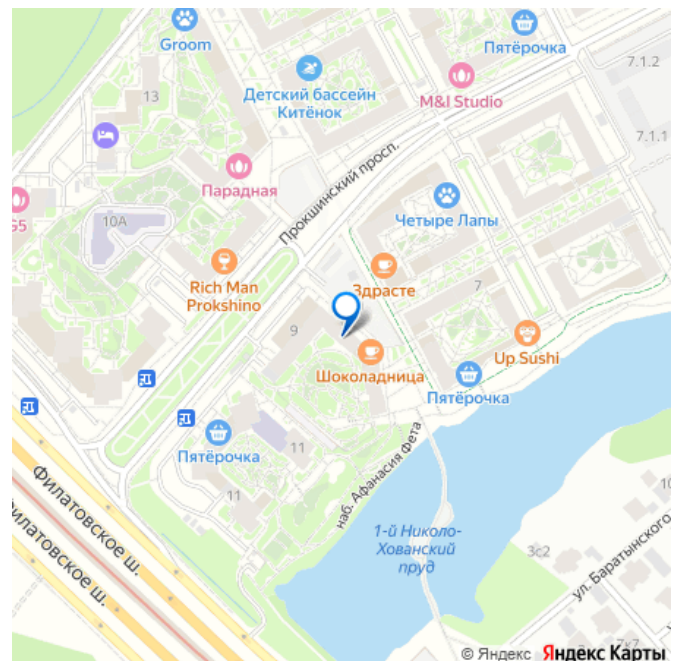 Groom
Пятёрочка
7.1.2
Детский бассейн
Китёнок
M&I Studio
13
7.1.1
Парадная
Прокшинский просп.
Четыре Лапы
G5
10А
Rich Man
Prokshino
Здрасте
7
9
Up Sushi
Шоколадница
Пятёрочка
Пятёрочка
11
11
наб. Афанасия Фета
Филатовское ш.
Филатовское ш.
1-й Николо-
Хованский
пруд
3с2
ул. Баратынского
7к7
© Яндекс Яндекс Карты